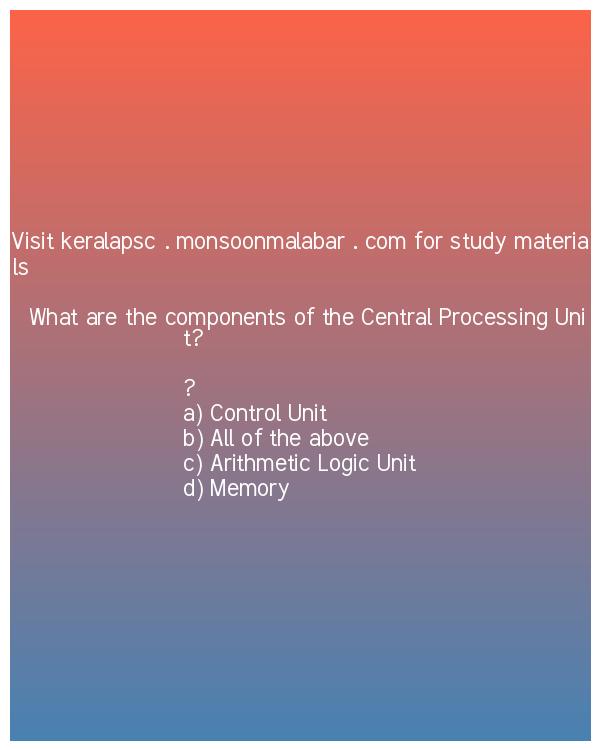 Visit keralapsc . monsoonmalabar . com for study materia
ls
What are the components of the Central Processing Uni
t?
?
a) Control Unit
b) All of the above
c) Arithmetic Logic Unit
d) Memory